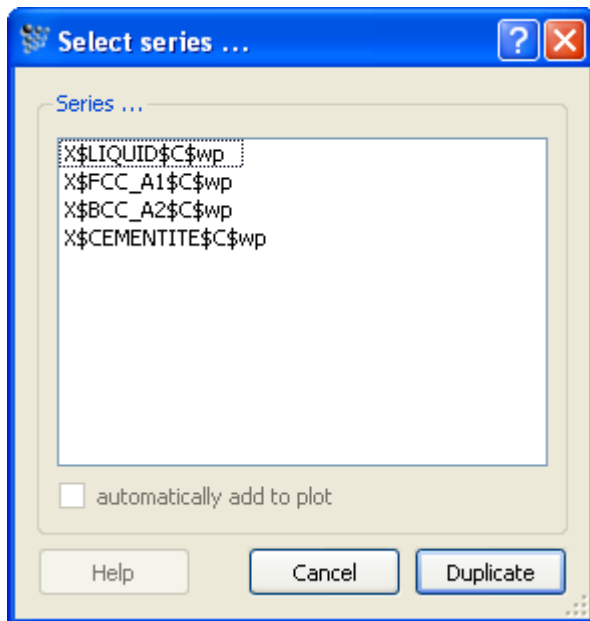 Select series ...
?
Series ...
X$LIQUID$C$wp
X$FCC_A1$C$wp
X$BCC_A2$C$wp
X$CEMENTITE$C$wp
automatically add to plot
Help Cancel Duplicate